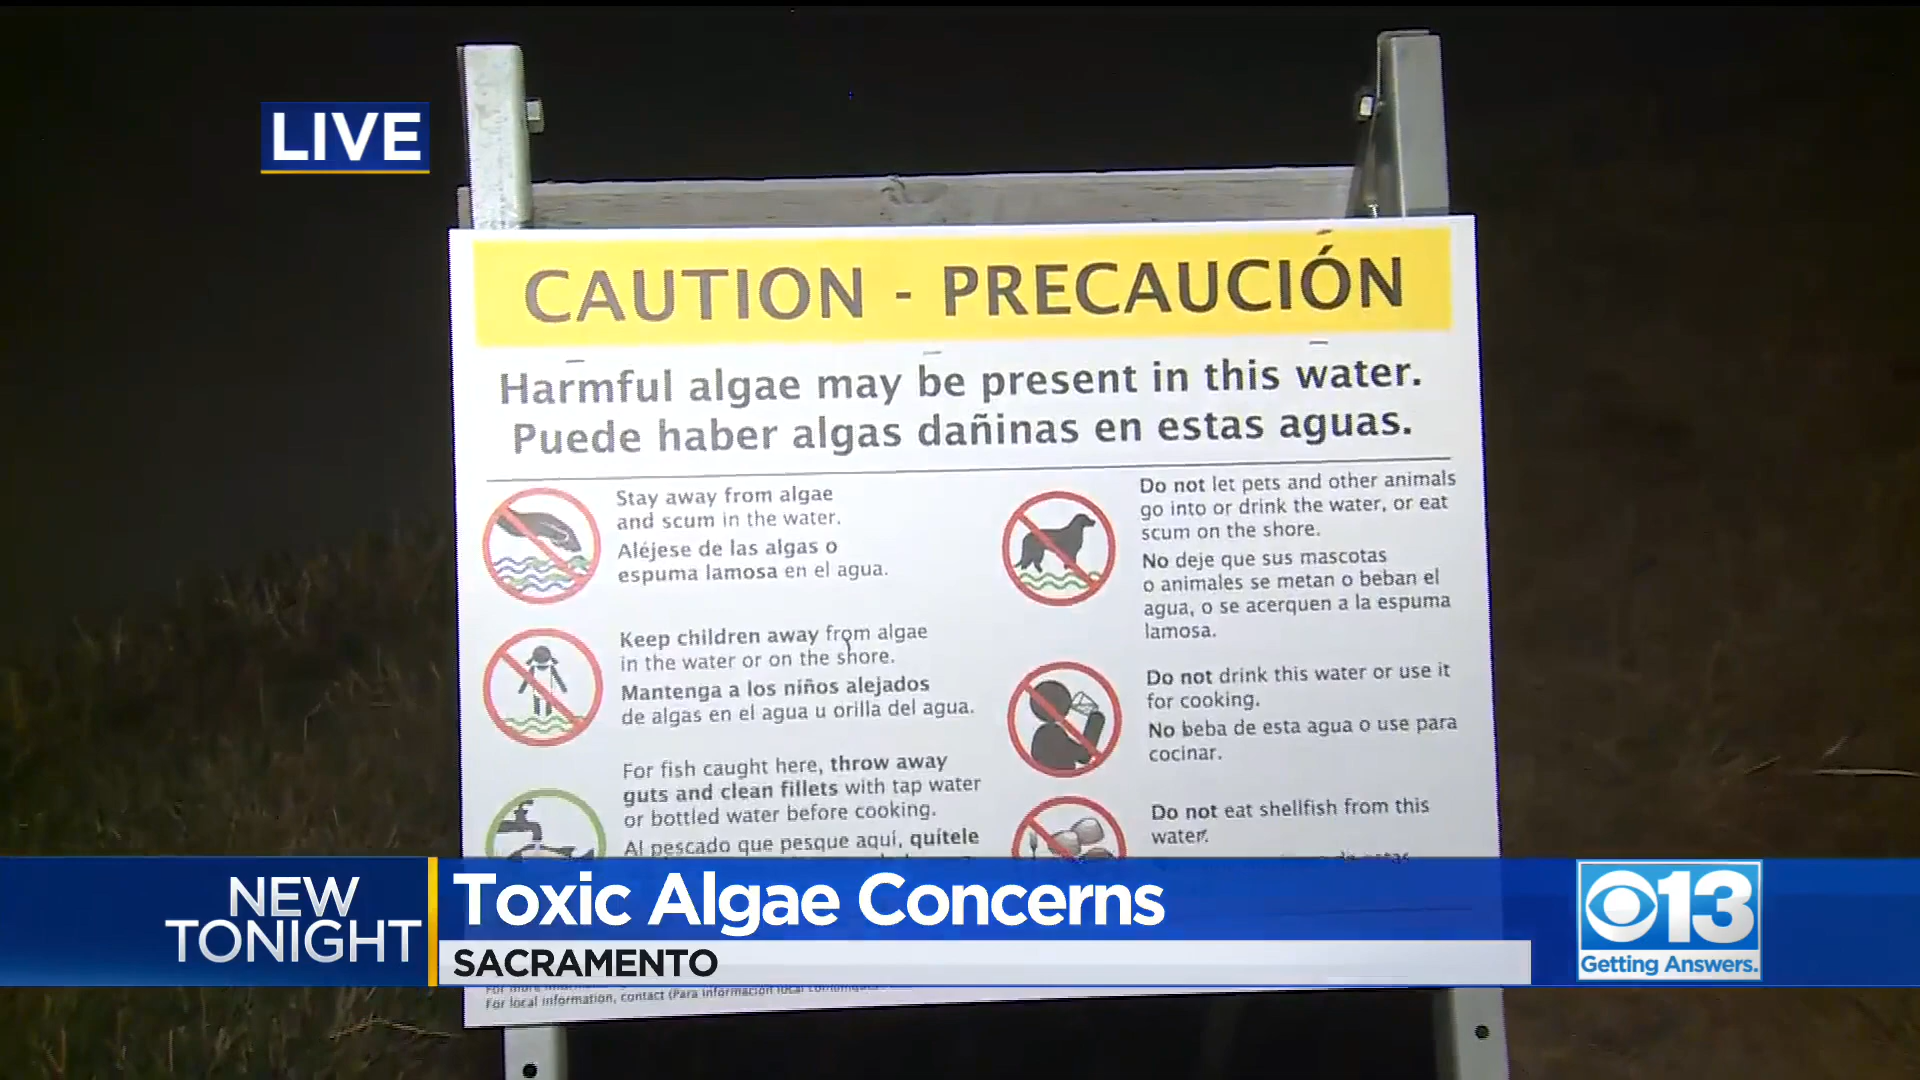 LIVE
CAUTION - PRECAUCIÓN
Harmful algae may be present in this water.
Puede haber algas dañinas en estas aguas.
Stay away from algae
and scum in the water.
Aléjese de las algas o
espuma lamosa en el agua.
Keep children away from algae
in the water or on the shore.
Mantenga a los niños alejados
de algas en el agua u orilla del agua.
For fish caught here, throw away
guts and clean fillets with tap water
or bottled water before cooking.
Al pescado que pesque aquí, quítele
Do not let pets and other animals
go into or drink the water, or eat
scum on the shore.
No deje que sus mascotas
o animales se metan o beban el
agua, o se acerquen a la espuma
lamosa.
Do not drink this water or use it
for cooking.
No beba de esta agua o use para
cocinar.
Do not eat shellfish from this
water.
For local information, contact (Para información local
NEW
TONIGHT
Toxic Algae Concerns
SACRAMENTO
13
Getting Answers.